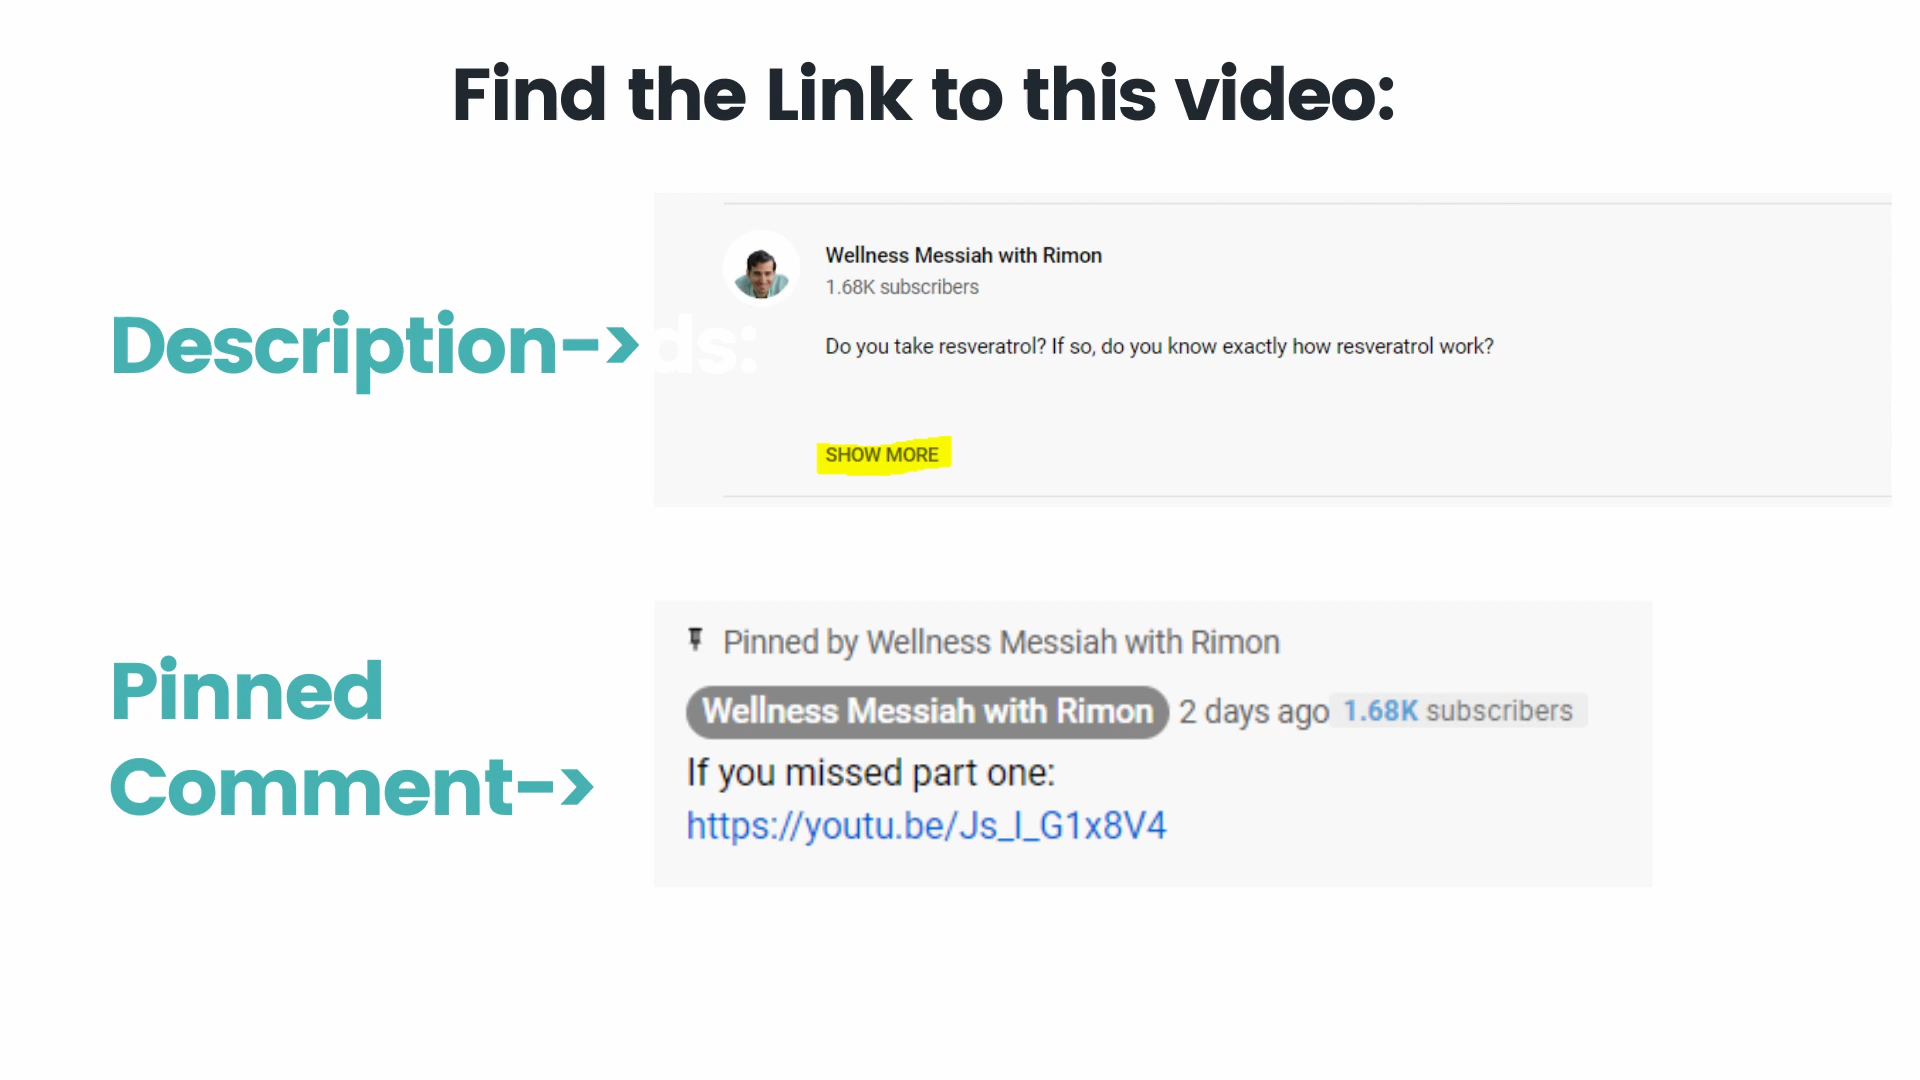 Find the Link to this video:
Wellness Messiah with Rimon
1.68K subscribers
Description->
ds:
Do you take resveratrol? If so, do you know exactly how resveratrol work?
SHOW MORE
Pinned by Wellness Messiah with Rimon
Pinned
Comment->
Wellness Messiah with Rimon 2 days ago 1.68K subscribers
If you missed part one:
https://youtu.be/Js_l_G1x8V4